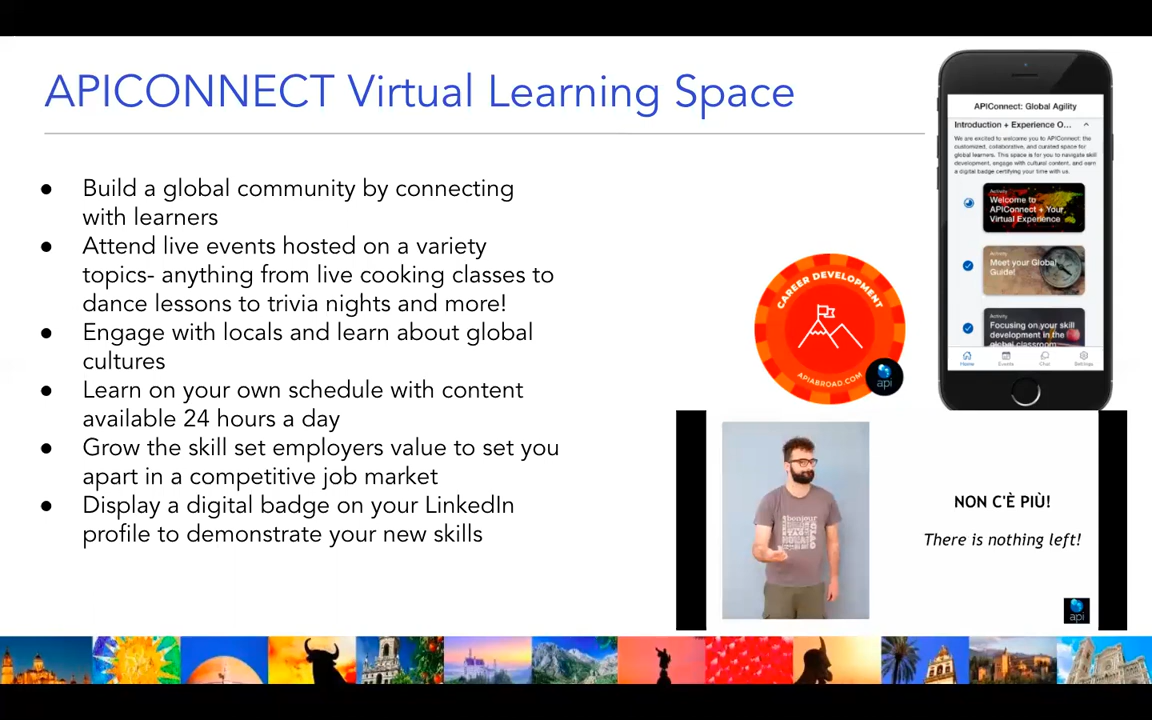 APICONNECT Virtual Learning Space
● Build a global community by connecting
with learners
● Attend live events hosted on a variety
topics- anything from live cooking classes to
dance lessons to trivia nights and more!
● Engage with locals and learn about global
cultures
● Learn on your own schedule with content
available 24 hours a day
● Grow the skill set employers value to set you
apart in a competitive job market
● Display a digital badge on your LinkedIn
profile to demonstrate your new skills
CAREER DEVELOPMENT
APIABROAD.COM
api
APIConnect: Global Agility
Introduction + Experience O...
We are excited to welcome you to APIConnect: the
customized, collaborative, and curated space for
global learners. This space is for you to navigate skill
development, engage with cultural content, and earn
a digital badge certifying your time with us.
Activity
Welcome to
APIConnect + Your
Virtual Experience
Activity
Meet your Global
Guide!
Activity
Focusing on your skill
development in the
global classroom
Home
Events
Chat
Settings
bonjour
NON C'È PIÙ!
There is nothing left!
api